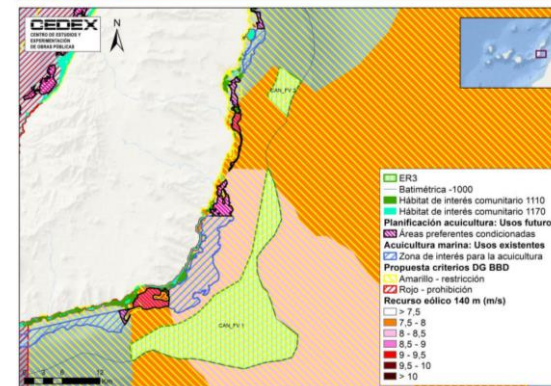 CEDEX
CENTRO DE ESTUDIOS Y
EXPERIMENTACIÓN
DE OBRAS PÚBLICAS
N
CAN_FV 2
CAN_FV 1
ER3
Batimétrica -1000
Hábitat de interés comunitario 1110
Hábitat de interés comunitario 1170
Planificación acuicultura: Usos futuro
Áreas preferentes condicionadas
Acuicultura marina: Usos existentes
Zona de interés para la acuicultura
Propuesta criterios DG BBD
Amarillo - restricción
Rojo - prohibición
Recurso eólico 140 m (m/s)
> 7,5
7,5 - 8
8 - 8,5
8,5 - 9
9 - 9,5
9,5 - 10
> 10